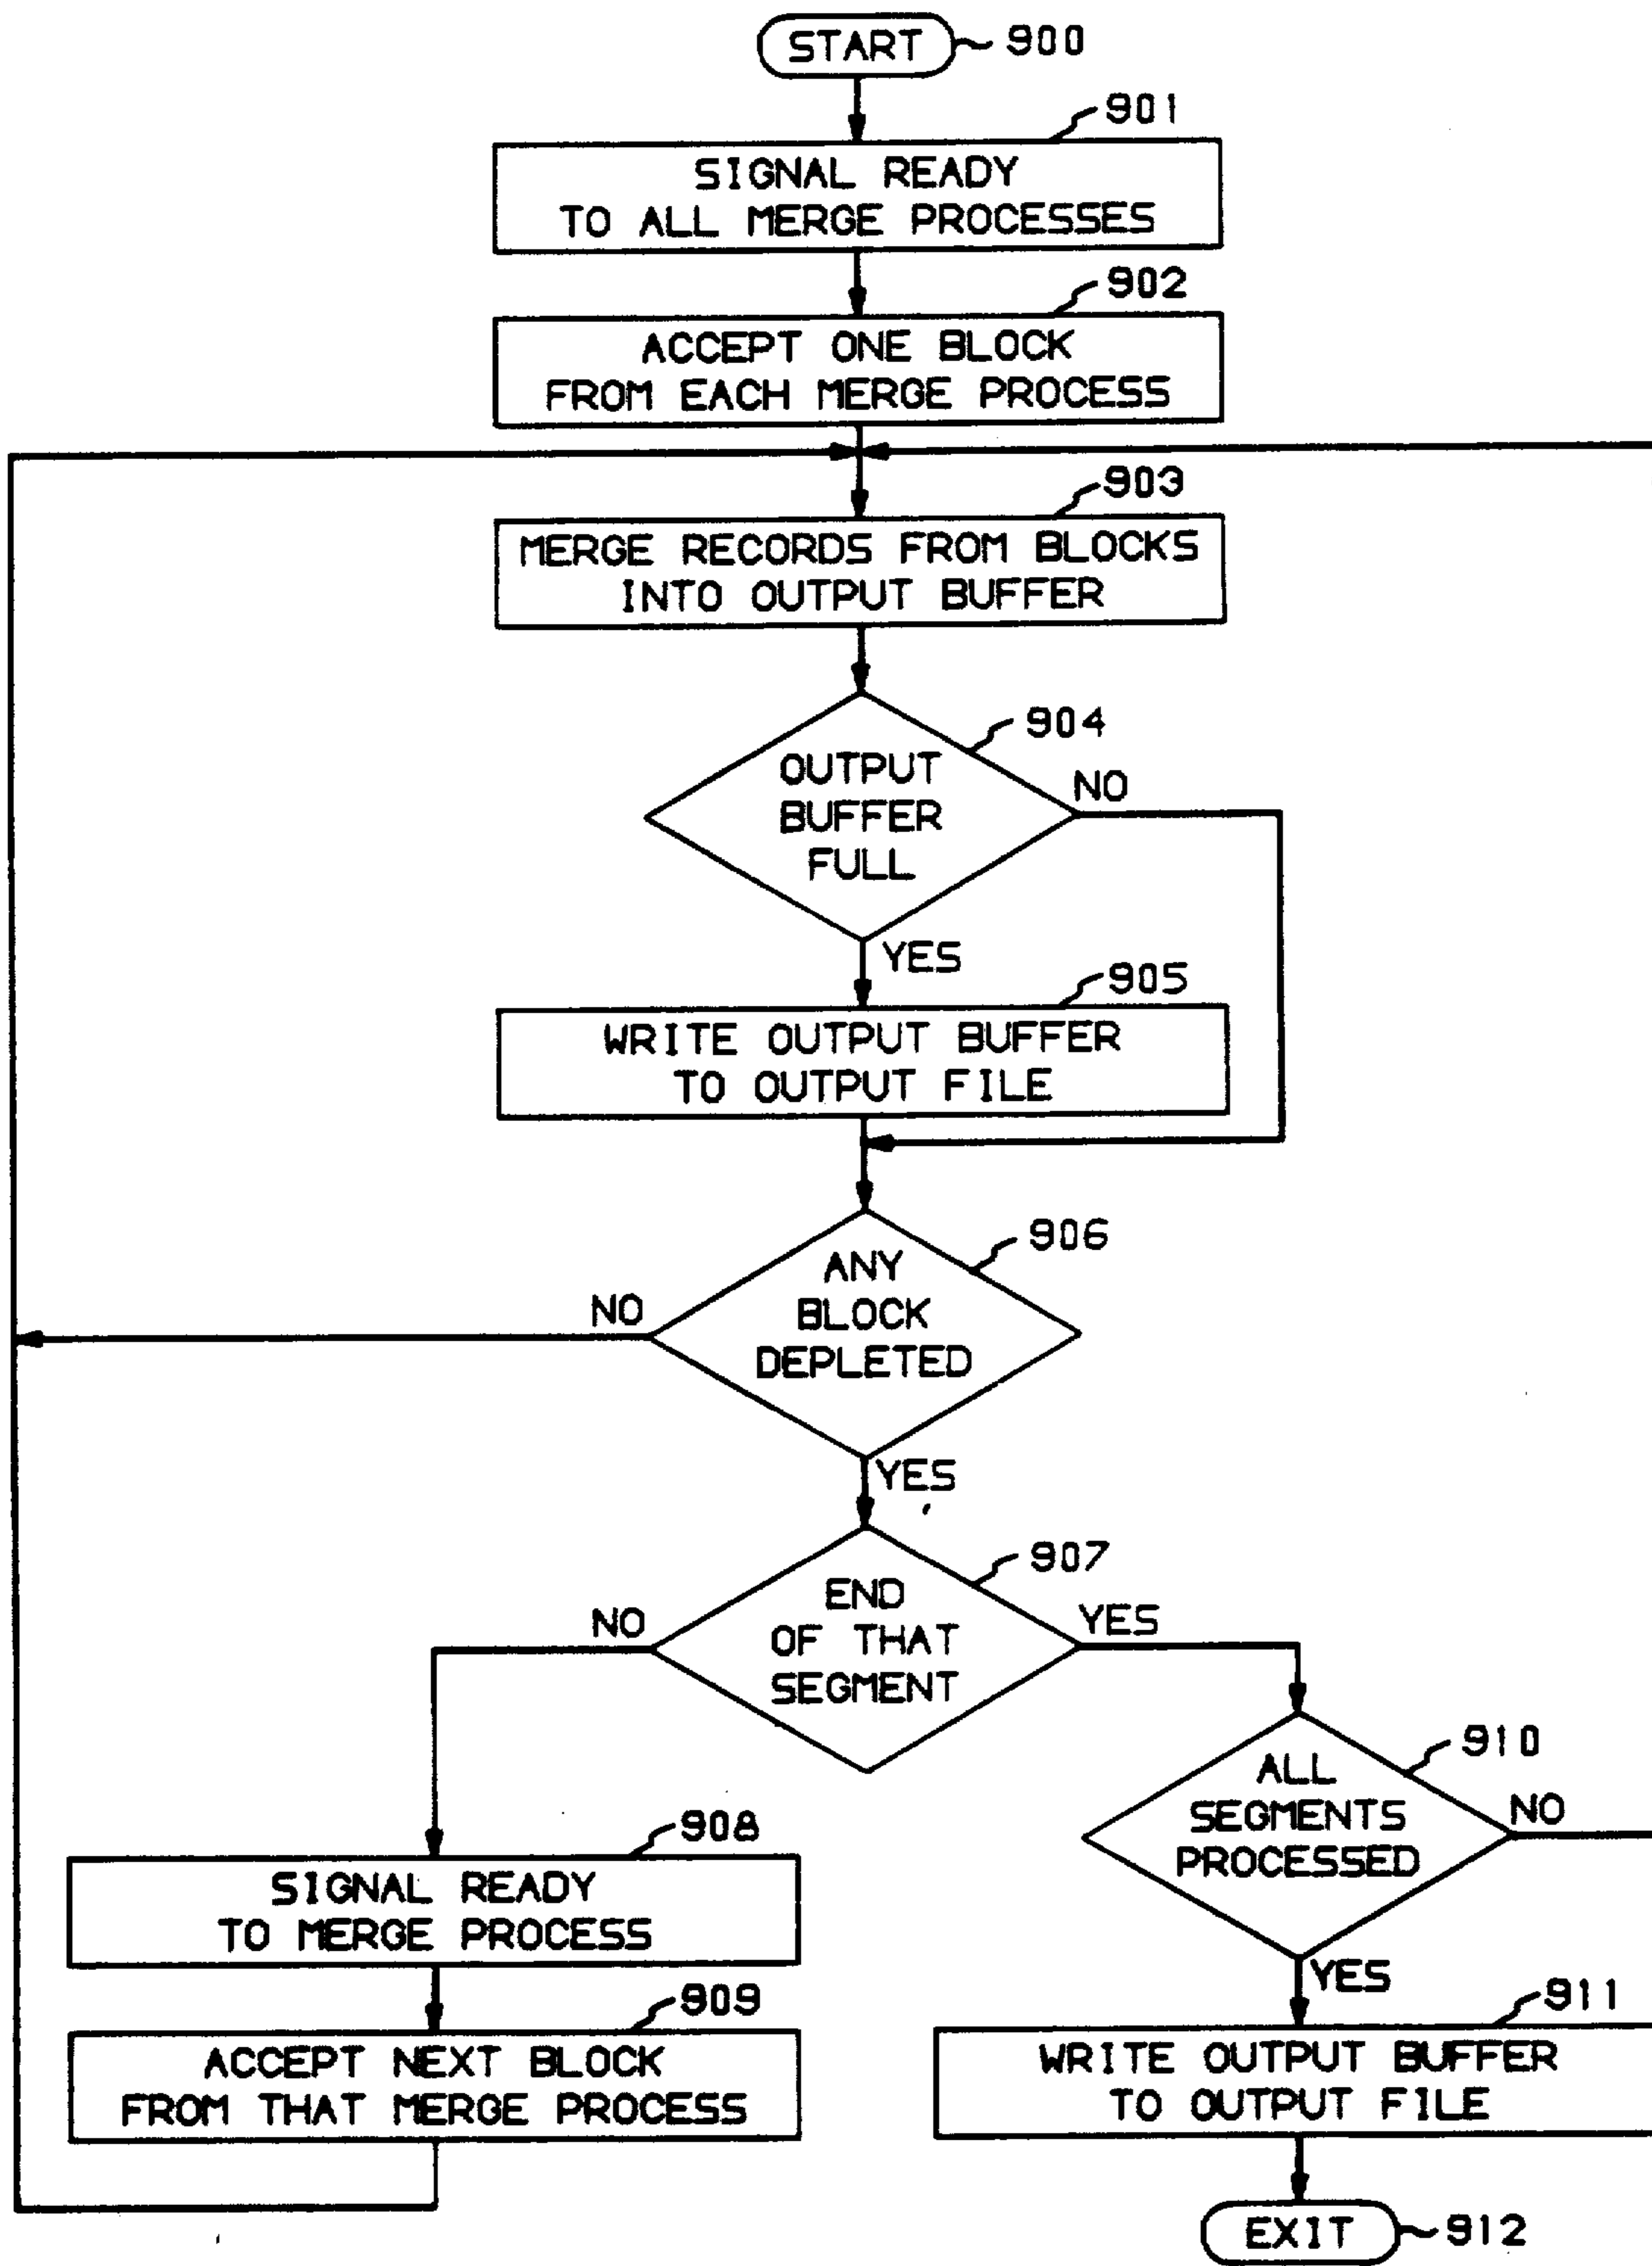 START
900
901
SIGNAL READY
TO ALL MERGE PROCESSES
902
ACCEPT ONE BLOCK
FROM EACH MERGE PROCESS
903
MERGE RECORDS FROM BLOCKS
INTO OUTPUT BUFFER
904
OUTPUT
BUFFER
FULL
NO
YES
905
WRITE OUTPUT BUFFER
TO OUTPUT FILE
906
ANY
BLOCK
DEPLETED
NO
YES
907
END
OF THAT
SEGMENT
NO
YES
908
SIGNAL READY
TO MERGE PROCESS
909
ACCEPT NEXT BLOCK
FROM THAT MERGE PROCESS
910
ALL
SEGMENTS
PROCESSED
NO
YES
911
WRITE OUTPUT BUFFER
TO OUTPUT FILE
EXIT
912